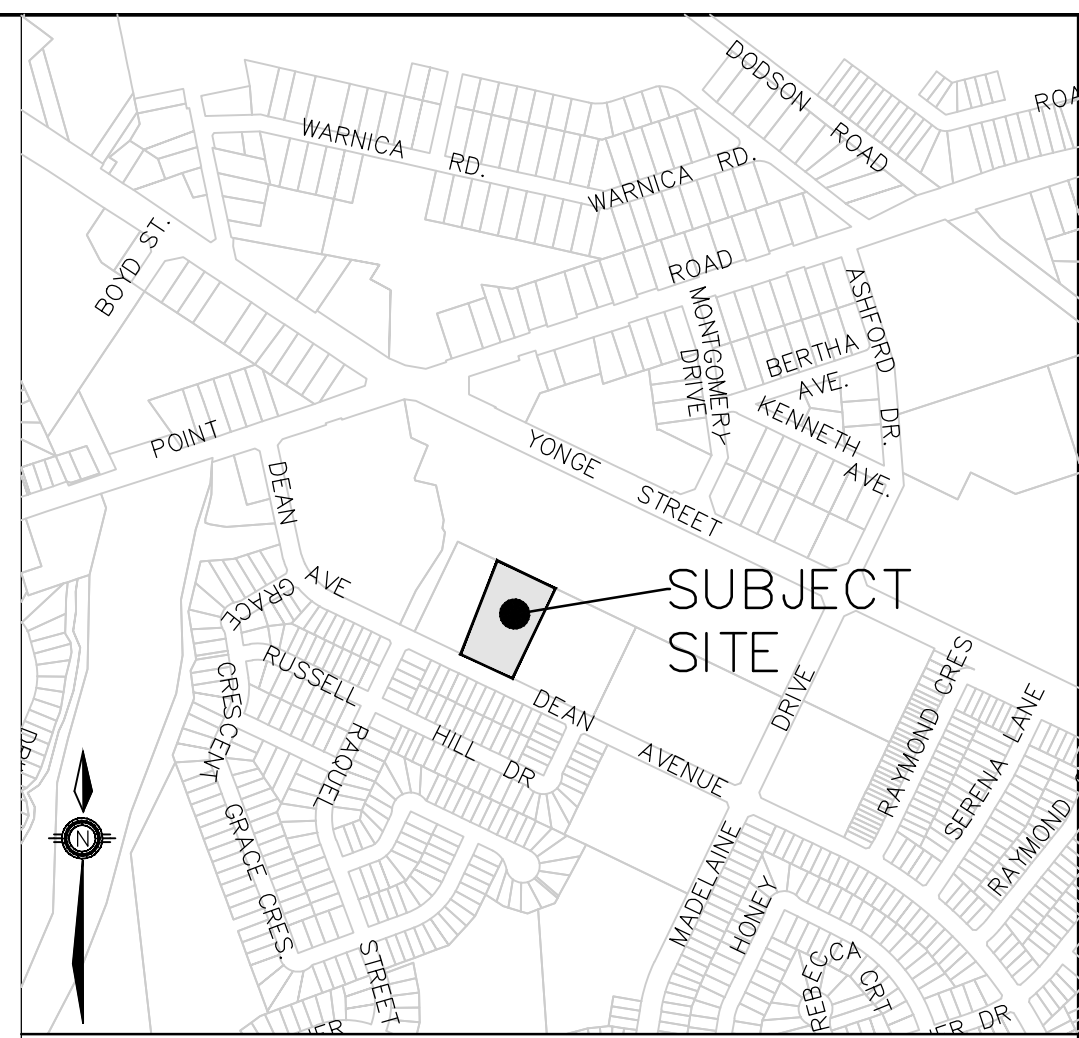 DODSON
ROAD
WARNICA
RD.
WARNICA
RD.
BOYD ST.
ROAD
MONTGOMERY
DRIVE
ASHFORD
DR.
BERTHA
AVE.
KENNETH
AVE.
POINT
YONGE
STREET
DEAN
AVE
GRACE
CRESCENT
RUSSELL
HILL
DR
RAQUEL
STREET
GRACE CRES.
SUBJECT
SITE
DEAN
AVENUE
DRIVE
MADELAINE
HONEY
RAYMOND CRES
SERENA LANE
RAYMOND
REBECCA
CRT
DR
N